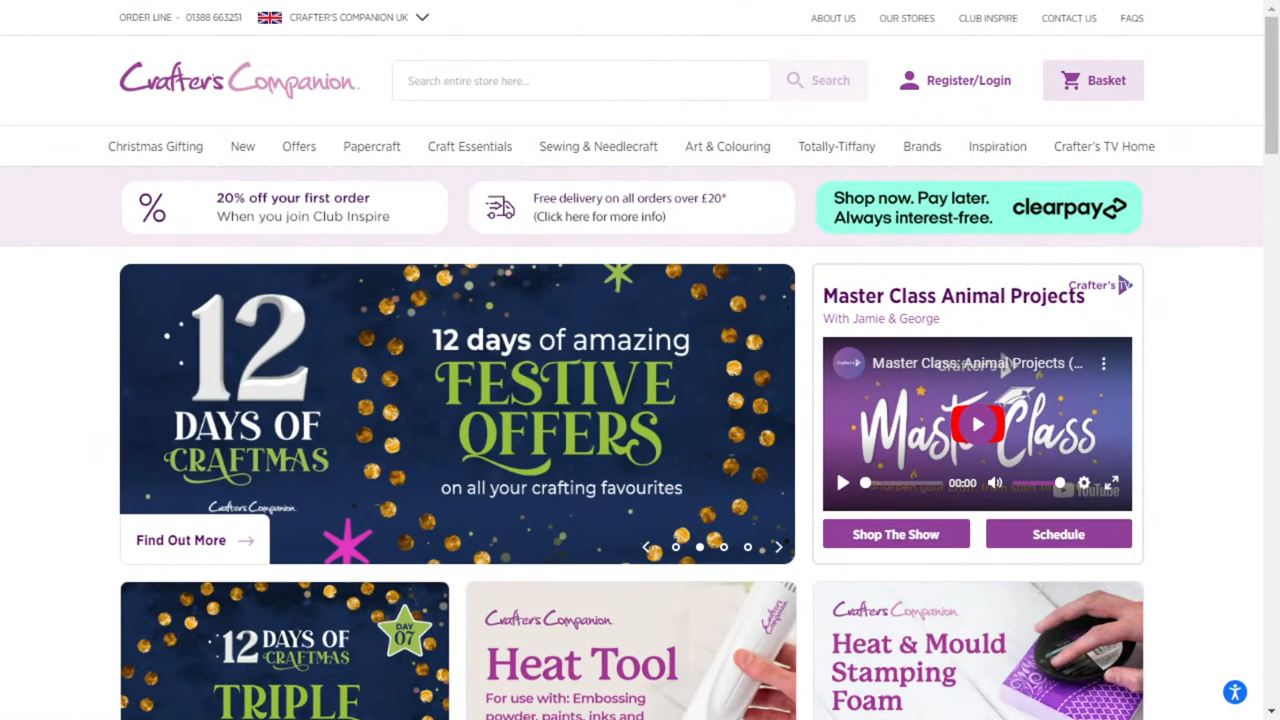 ORDER LINE - 01388 663251
CRAFTER'S COMPANION UK
ABOUT US
OUR STORES
CLUB INSPIRE
CONTACT US
FAQS
Crafter's Companion
Search entire store here...
Search
Register/Login
Basket
Christmas Gifting
New
Offers
Papercraft
Craft Essentials
Sewing & Needlecraft
Art & Colouring
Totally-Tiffany
Brands
Inspiration
Crafter's TV Home
20% off your first order
When you join Club Inspire
Free delivery on all orders over £20*
(Click here for more info)
Shop now. Pay later.
Always interest-free.
clearpay
12
DAYS OF
CRAFTMAS
Crafter's Companion
12 days of amazing
FESTIVE
OFFERS
on all your crafting favourites
Find Out More
Crafter's TV
Master Class Animal Projects
With Jamie & George
Master Class: Animal Projects (...
Master Class
00:00
YouTube
Shop The Show
Schedule
12 DAYS OF
CRAFTMAS
DAY
07
TRIPLE
Crafter's Companion
Heat Tool
For use with: Embossing
powder, paints, inks and
Crafter's Companion
Crafter's Companion
Heat & Mould
Stamping
Foam